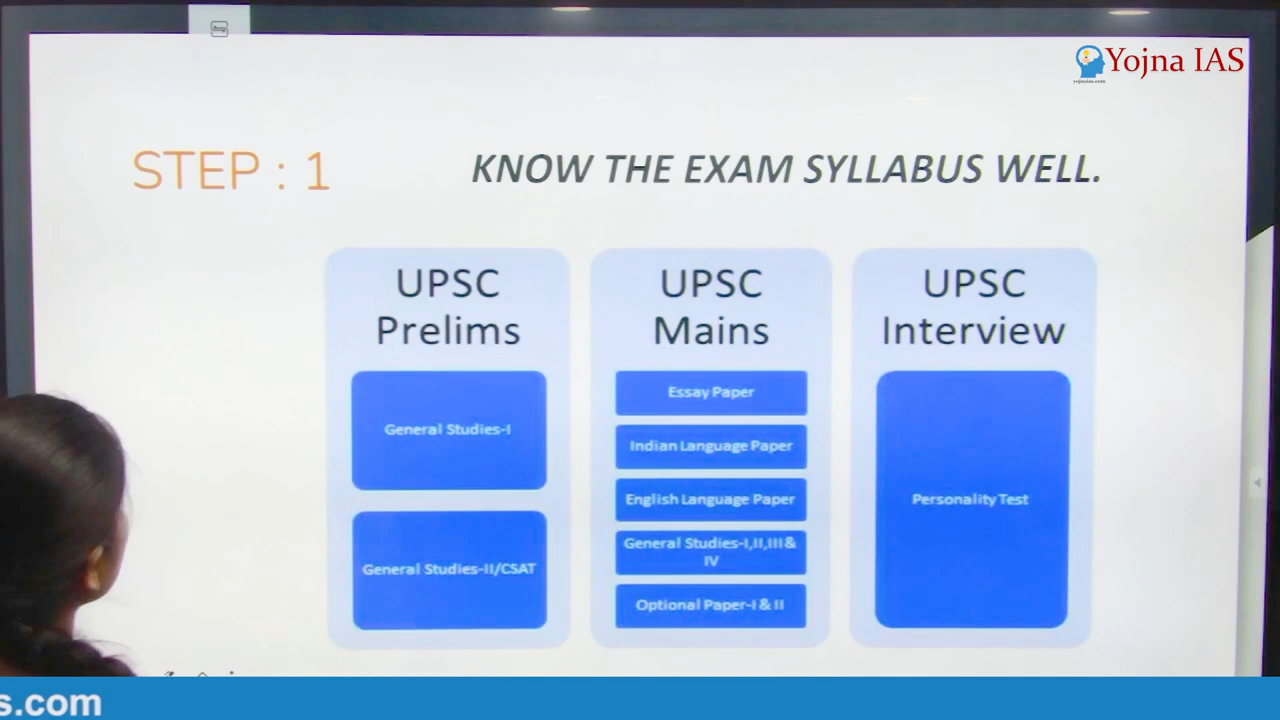 Yojna IAS
yojnaias.com
STEP : 1
KNOW THE EXAM SYLLABUS WELL.
UPSC
Prelims
General Studies-I
General Studies-II/CSAT
UPSC
Mains
Essay Paper
Indian Language Paper
English Language Paper
General Studies-I,II,III&
IV
Optional Paper-I & II
UPSC
Interview
Personality Test
s.com